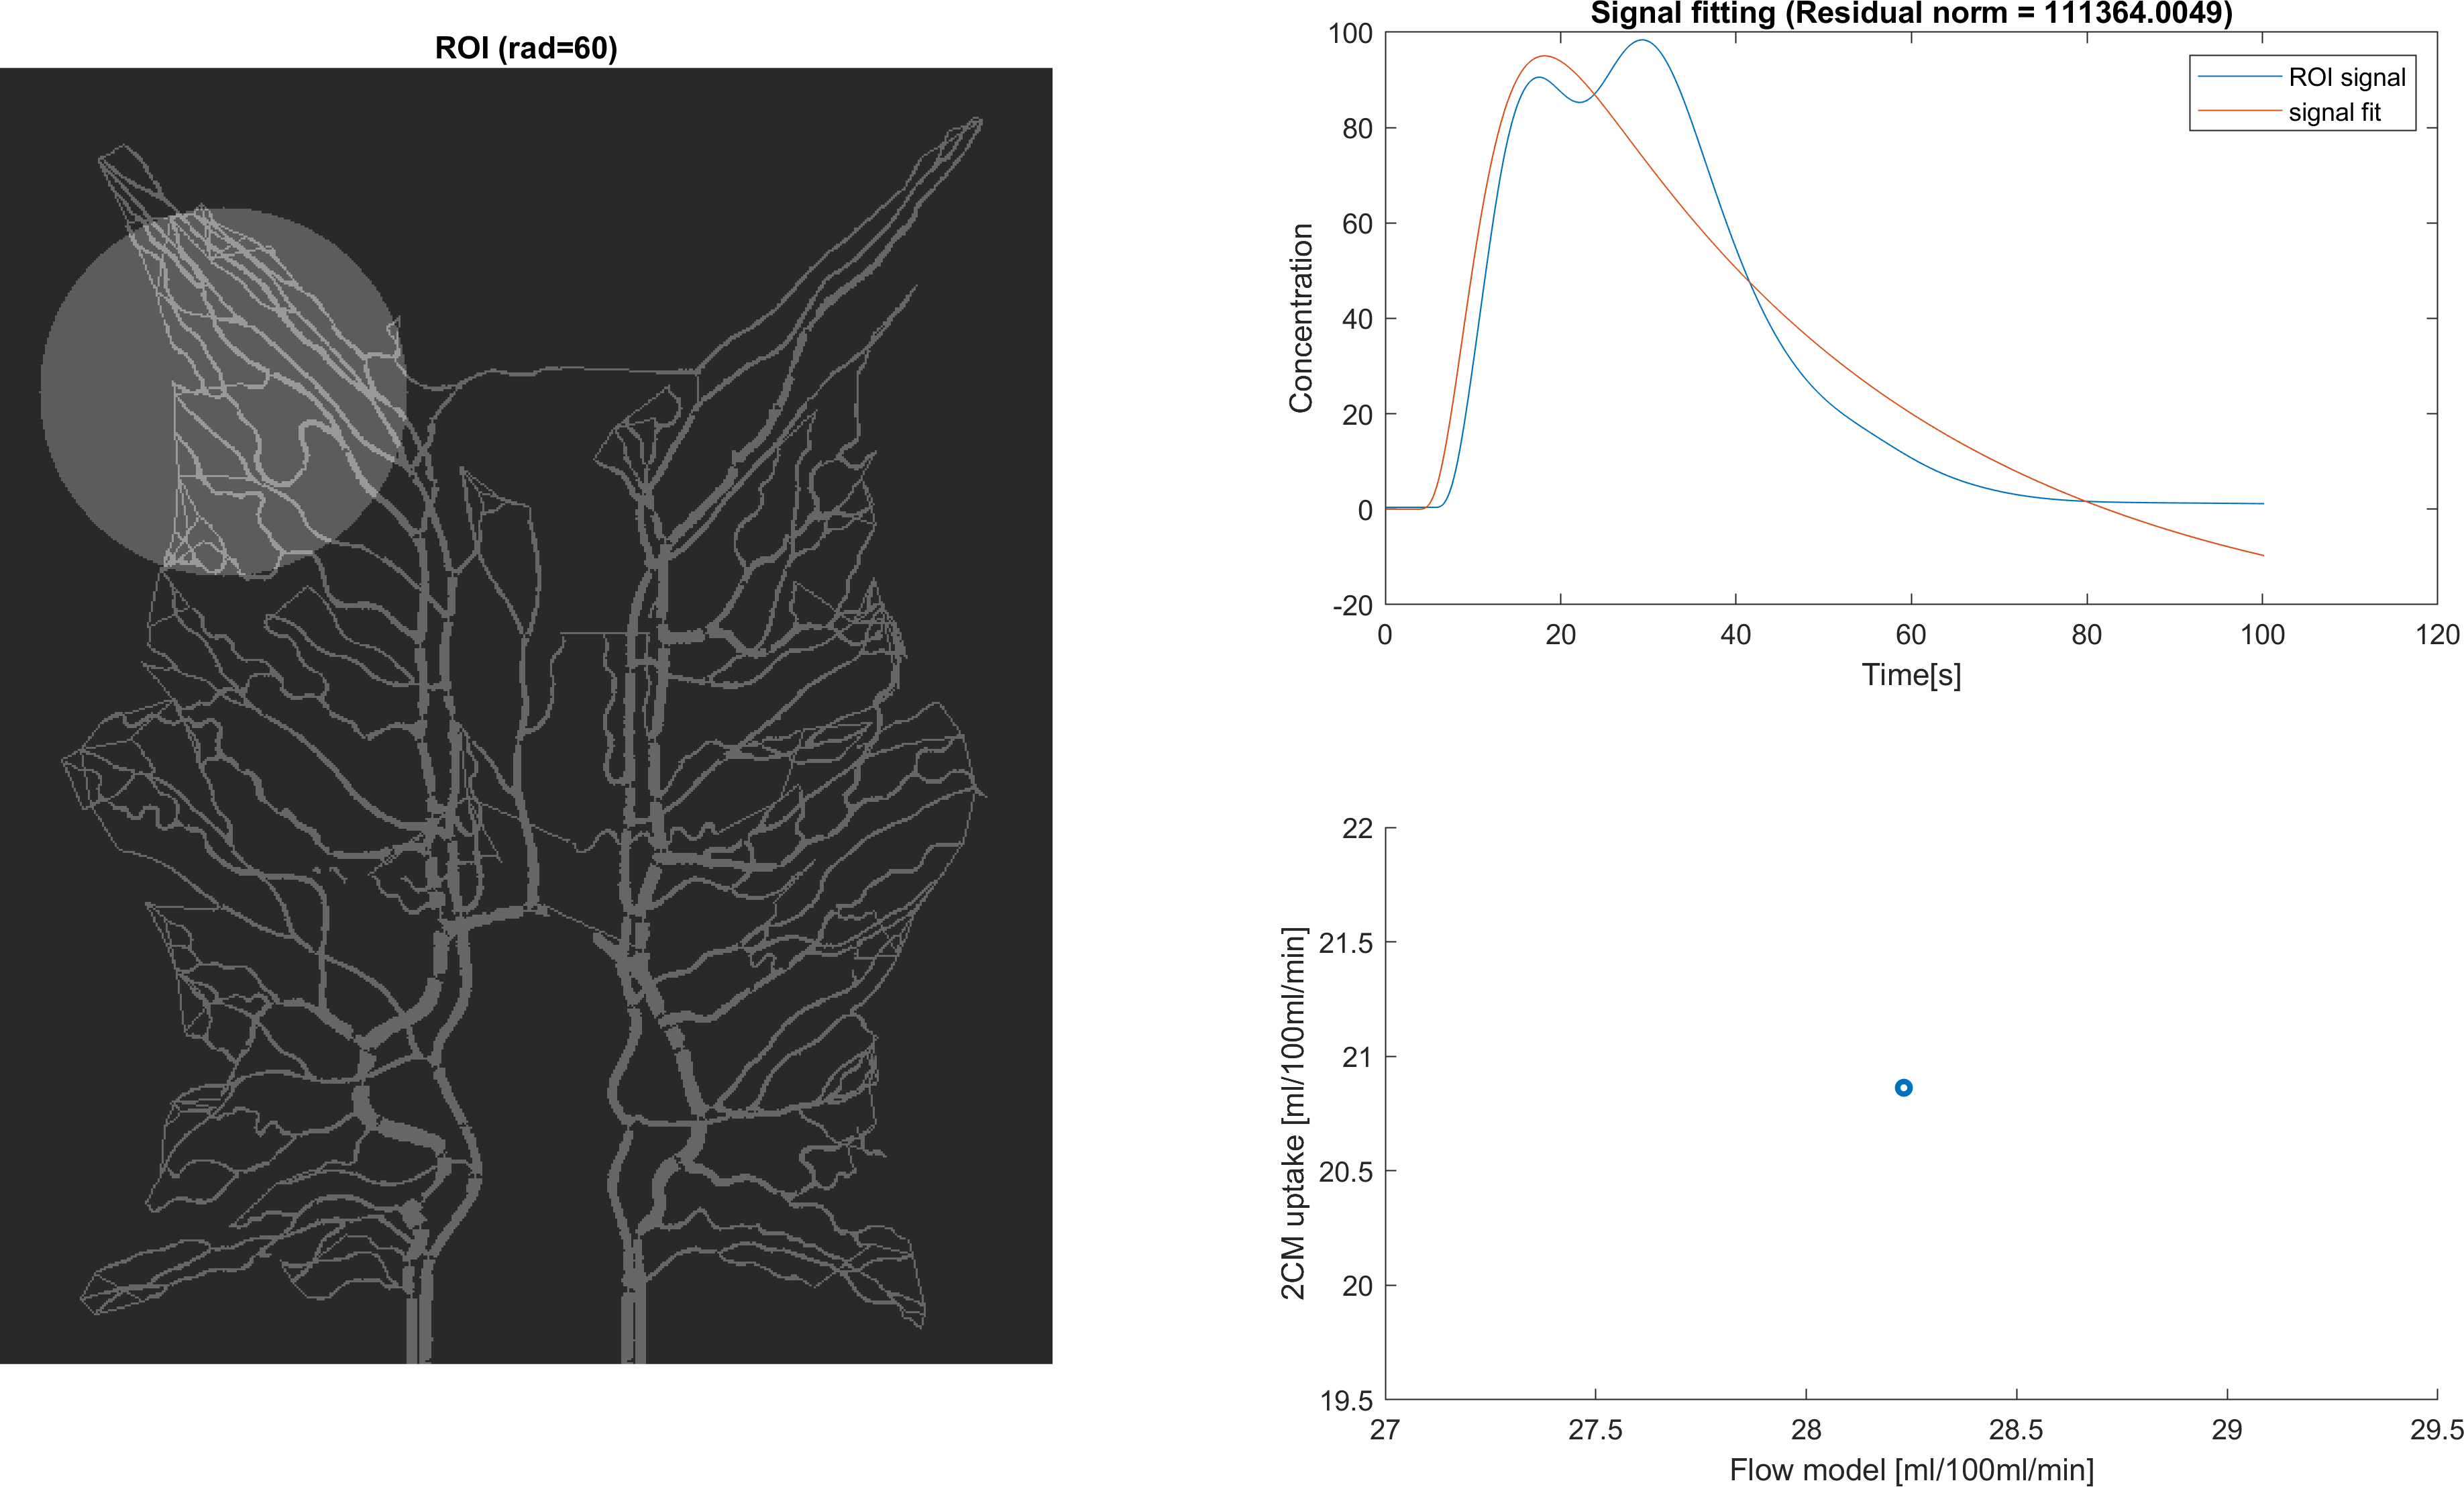 ROI (rad=60)
Signal fitting (Residual norm = 111364.0049)
100
80
60
40
20
0
-20
Concentration
ROI signal
signal fit
0 20 40 60 80 100 120
Time[s]
22
21.5
21
20.5
20
19.5
2CM uptake [ml/100ml/min]
27 27.5 28 28.5 29 29.5
Flow model [ml/100ml/min]